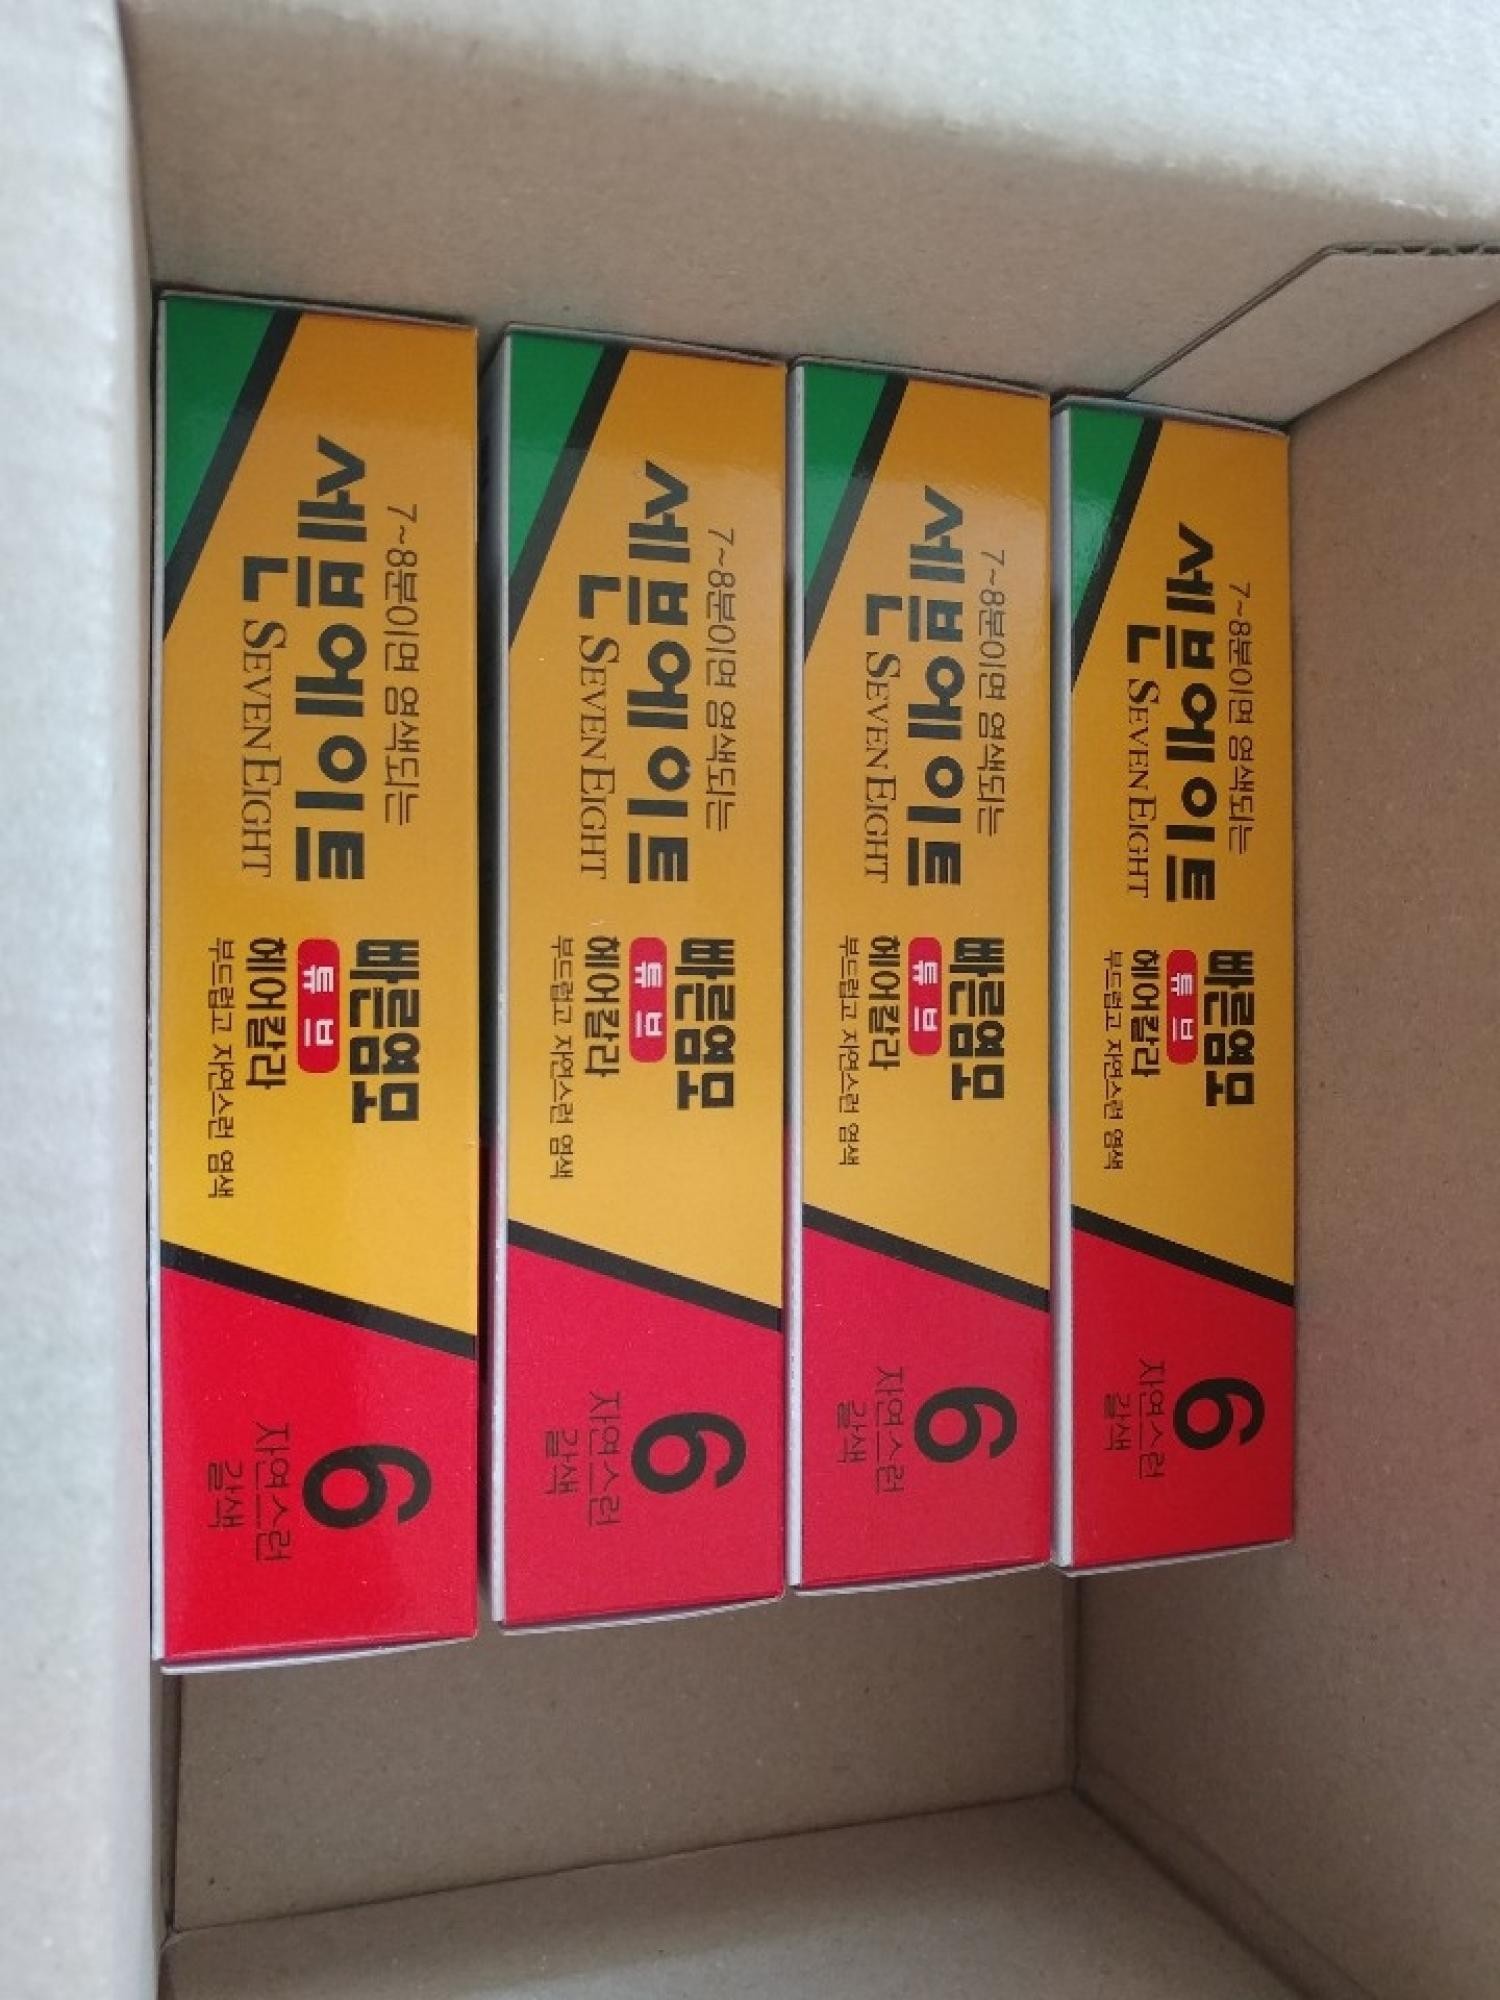 7~8분이면 염색되는
세븐에이트
SEVEN EIGHT
빠른염모
튜브
헤어칼라
부드럽고 자연스런 염색
6
자연스런
갈색
7~8분이면 염색되는
세븐에이트
SEVEN EIGHT
빠른염모
튜브
헤어칼라
부드럽고 자연스런 염색
6
자연스런
갈색
7~8분이면 염색되는
세븐에이트
SEVEN EIGHT
빠른염모
튜브
헤어칼라
부드럽고 자연스런 염색
6
자연스런
갈색
7~8분이면 염색되는
세븐에이트
SEVEN EIGHT
빠른염모
튜브
헤어칼라
부드럽고 자연스런 염색
6
자연스런
갈색